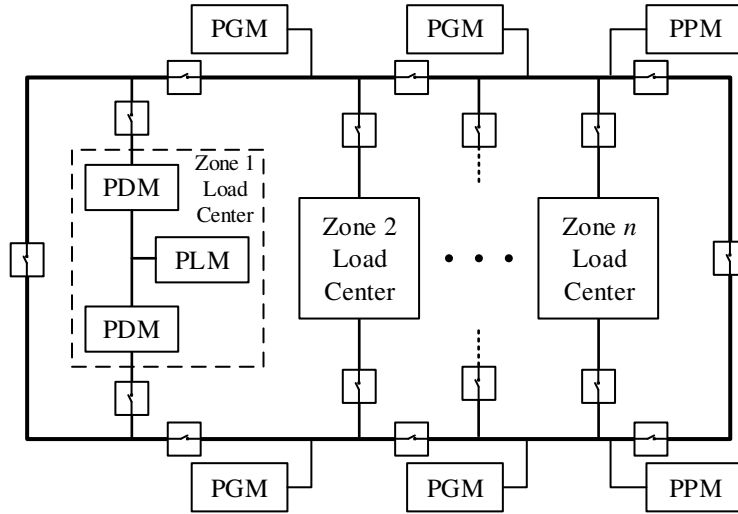 PGM
PGM
PPM
Zone 1
Load
Center
PDM
PLM
PDM
Zone 2
Load
Center
Zone n
Load
Center
PGM
PGM
PPM